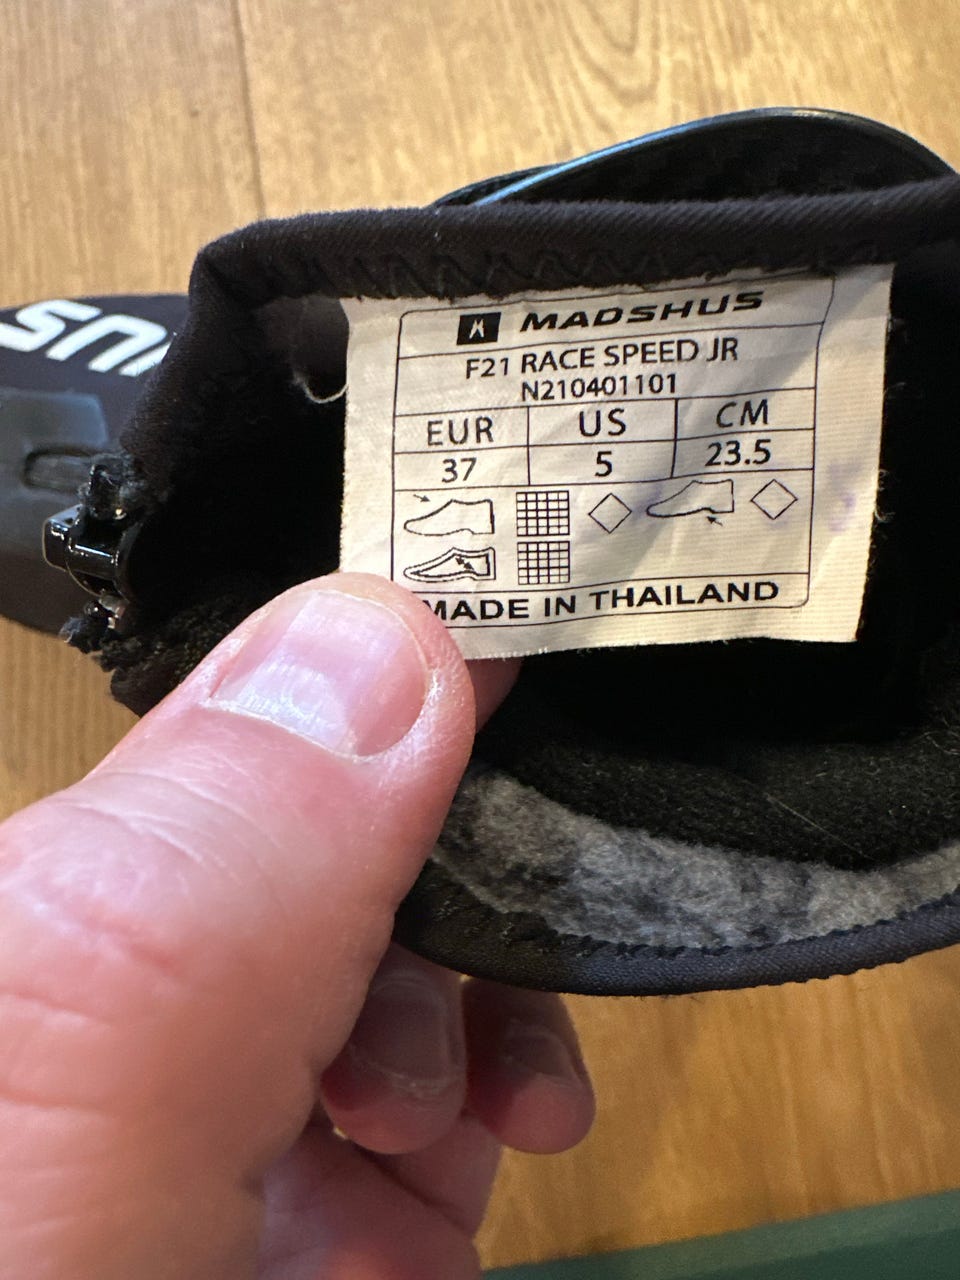 MADSHUS
F21 RACE SPEED JR
N210401101
EUR US CM
37 5 23.5
MADE IN THAILAND